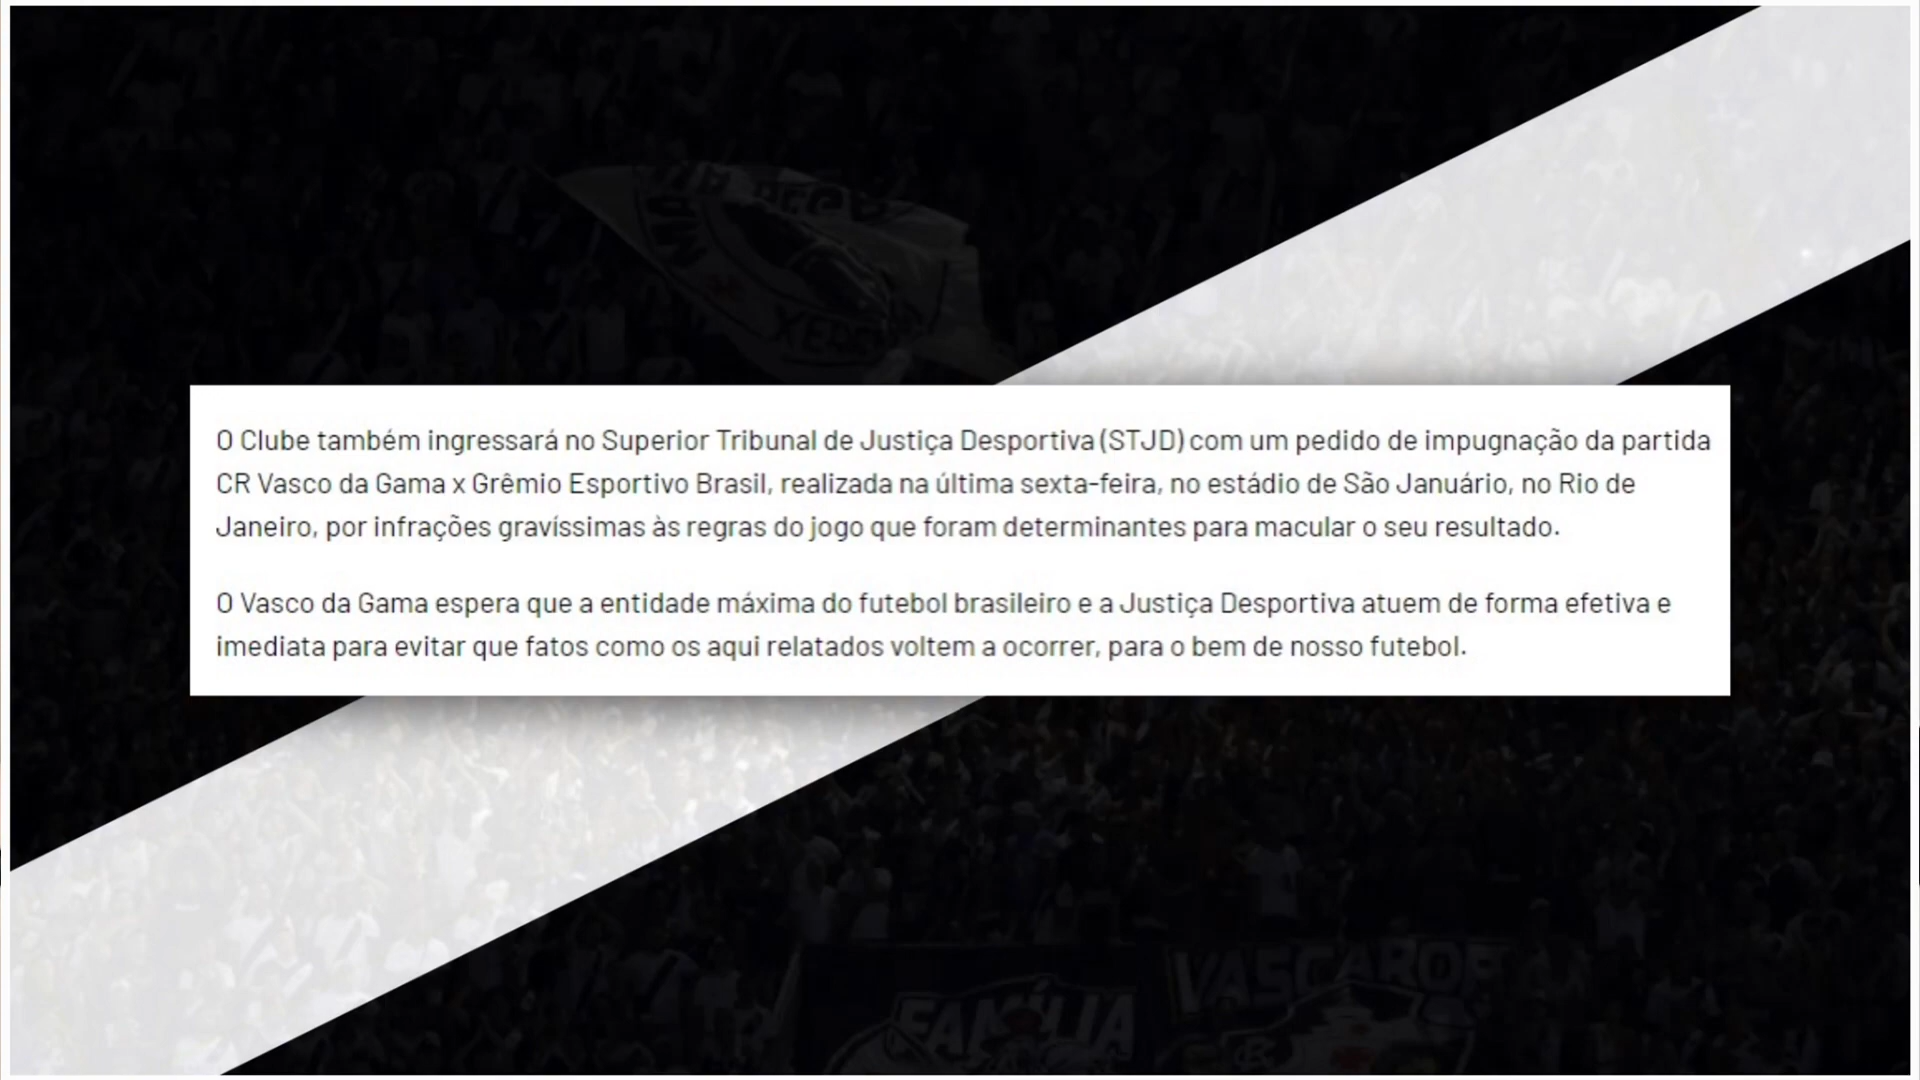 O Clube também ingressará no Superior Tribunal de Justiça Desportiva (STJD) com um pedido de impugnação da partida
CR Vasco da Gama x Grêmio Esportivo Brasil, realizada na última sexta-feira, no estádio de São Januário, no Rio de
Janeiro, por infrações gravíssimas às regras do jogo que foram determinantes para macular o seu resultado.
O Vasco da Gama espera que a entidade máxima do futebol brasileiro e a Justiça Desportiva atuem de forma efetiva e
imediata para evitar que fatos como os aqui relatados voltem a ocorrer, para o bem de nosso futebol.
FAMÍLIA